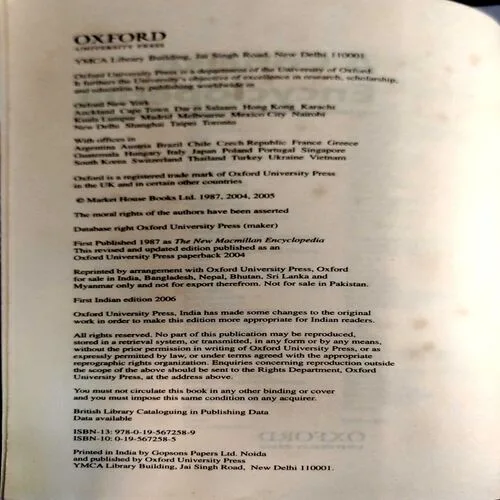 OXFORD
UNIVERSITY PRESS
YMCA Library Building, Jai Singh Road, New Delhi 110001
Oxford University Press is a department of the University of Oxford.
It furthers the University's objective of excellence in research, scholarship,
and education by publishing worldwide in
Oxford New York
Auckland Cape Town Dar es Salaam Hong Kong Karachi
Kuala Lumpur Madrid Melbourne Mexico City Nairobi
New Delhi Shanghai Taipei Toronto
With offices in
Argentina Austria Brazil Chile Czech Republic France Greece
Guatemala Hungary Italy Japan Poland Portugal Singapore
South Korea Switzerland Thailand Turkey Ukraine Vietnam
Oxford is a registered trade mark of Oxford University Press
in the UK and in certain other countries
© Market House Books Ltd. 1987, 2004, 2005
The moral rights of the authors have been asserted
Database right Oxford University Press (maker)
First Published 1987 as The New Macmillan Encyclopedia
This revised and updated edition published as an
Oxford University Press paperback 2004
Reprinted by arrangement with Oxford University Press, Oxford
for sale in India, Bangladesh, Nepal, Bhutan, Sri Lanka and
Myanmar only and not for export therefrom. Not for sale in Pakistan.
First Indian edition 2006
Oxford University Press, India has made some changes to the original
work in order to make this edition more appropriate for Indian readers.
All rights reserved. No part of this publication may be reproduced,
stored in a retrieval system, or transmitted, in any form or by any means,
without the prior permission in writing of Oxford University Press, or as
expressly permitted by law, or under terms agreed with the appropriate
reprographic rights organization. Enquiries concerning reproduction outside
the scope of the above should be sent to the Rights Department, Oxford
University Press, at the address above.
You must not circulate this book in any other binding or cover
and you must impose this same condition on any acquirer.
British Library Cataloguing in Publishing Data
Data available
ISBN-13: 978-0-19-567258-9
ISBN-10: 0-19-567258-5
Printed in India by Gopsons Papers Ltd. Noida
and published by Oxford University Press
YMCA Library Building, Jai Singh Road, New Delhi 110001.